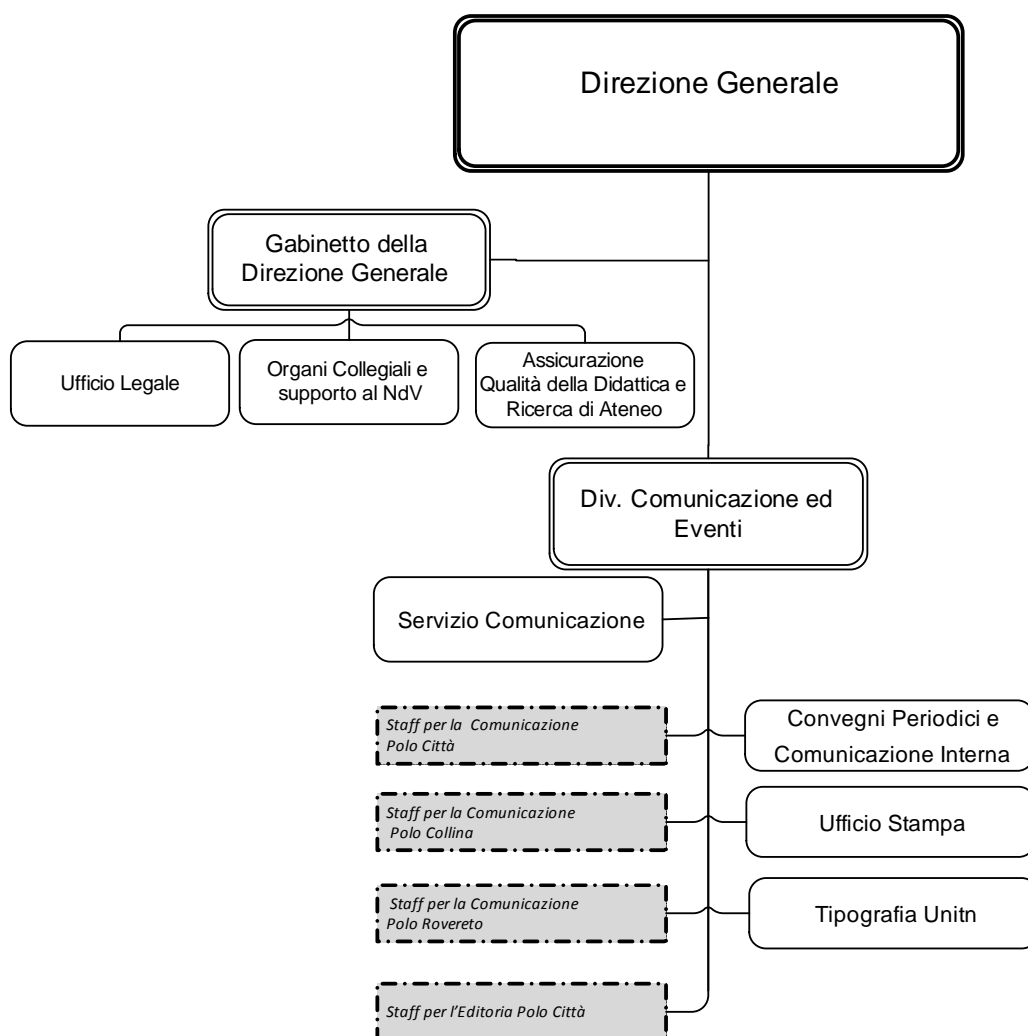 Direzione Generale
Gabinetto della
Direzione Generale
Ufficio Legale
Organi Collegiali e
supporto al NdV
Assicurazione
Qualità della Didattica e
Ricerca di Ateneo
Div. Comunicazione ed
Eventi
Servizio Comunicazione
Staff per la Comunicazione
Polo Città
Convegni Periodici e
Comunicazione Interna
Staff per la Comunicazione
Polo Collina
Ufficio Stampa
Staff per la Comunicazione
Polo Rovereto
Tipografia Unitn
Staff per l’Editoria Polo Città